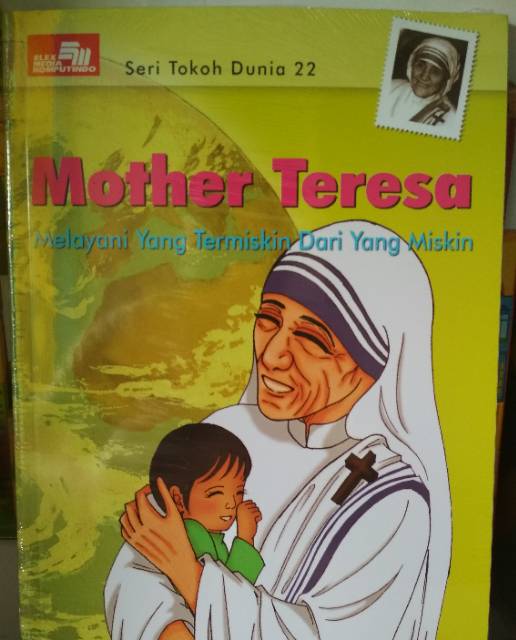 ELEX
MEDIA
KOMPUTINDO
Seri Tokoh Dunia 22
Mother Teresa
Melayani Yang Termiskin Dari Yang Miskin